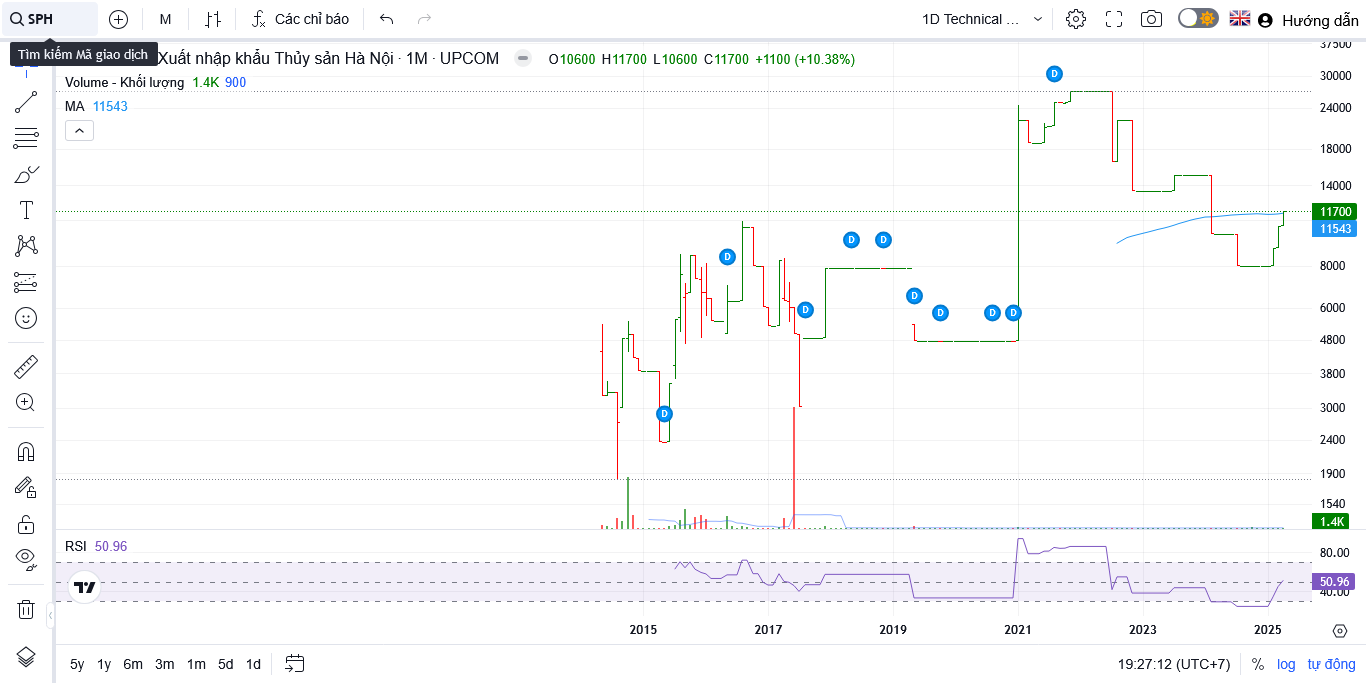 SPH
M
Các chỉ báo
1D Technical ...
Hướng dẫn
Tìm kiếm Mã giao dịch
Xuất nhập khẩu Thủy sản Hà Nội · 1M · UPCOM
O10600 H11700 L10600 C11700 +1100 (+10.38%)
Volume - Khối lượng 1.4K 900
MA 11543
37500
30000
24000
18000
14000
11700
11543
8000
6000
4800
3800
3000
2400
1900
1540
1.4K
D
D
D
D
D
D
D
D
D
D
RSI 50.96
80.00
50.96
40.00
2015 2017 2019 2021 2023 2025
5y 1y 6m 3m 1m 5d 1d
19:27:12 (UTC+7) % log tự động